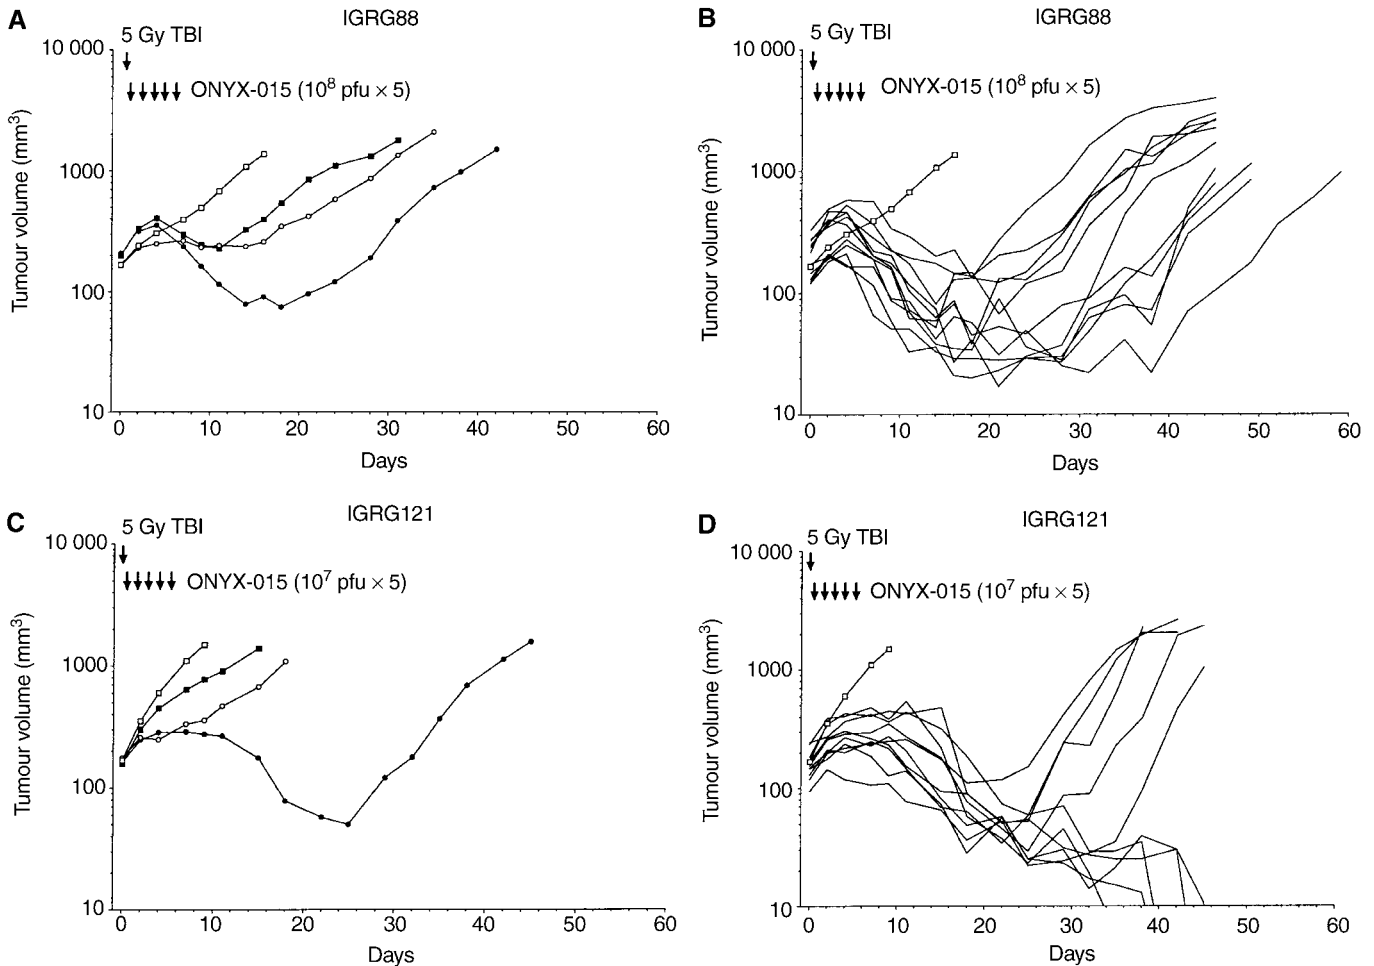 A
IGRG88
5 Gy TBI
ONYX-015 (10⁸ pfu × 5)
10 000
1000
100
10
Tumour volume (mm³)
0 10 20 30 40 50 60
Days
B
IGRG88
5 Gy TBI
ONYX-015 (10⁸ pfu × 5)
10 000
1000
100
10
Tumour volume (mm³)
0 10 20 30 40 50 60
Days
C
IGRG121
5 Gy TBI
ONYX-015 (10⁷ pfu × 5)
10 000
1000
100
10
Tumour volume (mm³)
0 10 20 30 40 50 60
Days
D
IGRG121
5 Gy TBI
ONYX-015 (10⁷ pfu × 5)
10 000
1000
100
10
Tumour volume (mm³)
0 10 20 30 40 50 60
Days